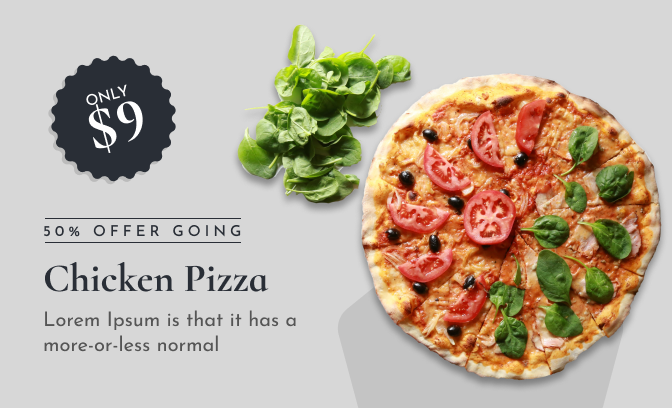 ONLY
$9
50% OFFER GOING
Chicken Pizza
Lorem Ipsum is that it has a
more-or-less normal